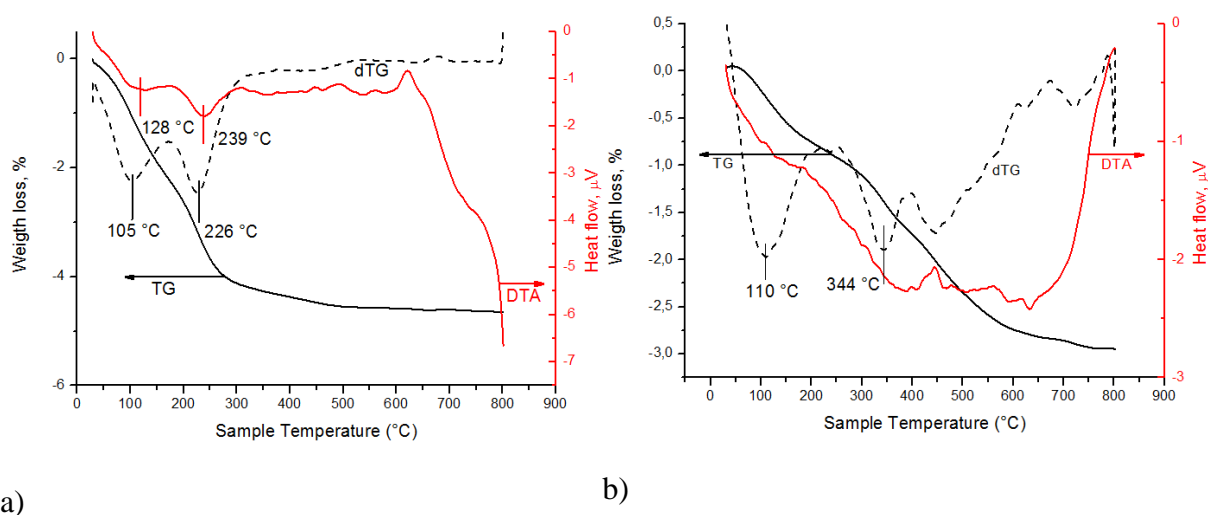 0
-2
-4
-6
Weigth loss, %
0 100 200 300 400 500 600 700 800 900
Sample Temperature (°C)
0
-1
-2
-3
-4
-5
-6
-7
Heat flow, µV
dTG
128 °C
239 °C
105 °C
226 °C
TG
DTA
a)
0,5
0,0
-0,5
-1,0
-1,5
-2,0
-2,5
-3,0
Weigth loss, %
0 100 200 300 400 500 600 700 800 900
Sample Temperature (°C)
0
-1
-2
-3
Heat flow, µV
TG
DTA
dTG
110 °C
344 °C
b)